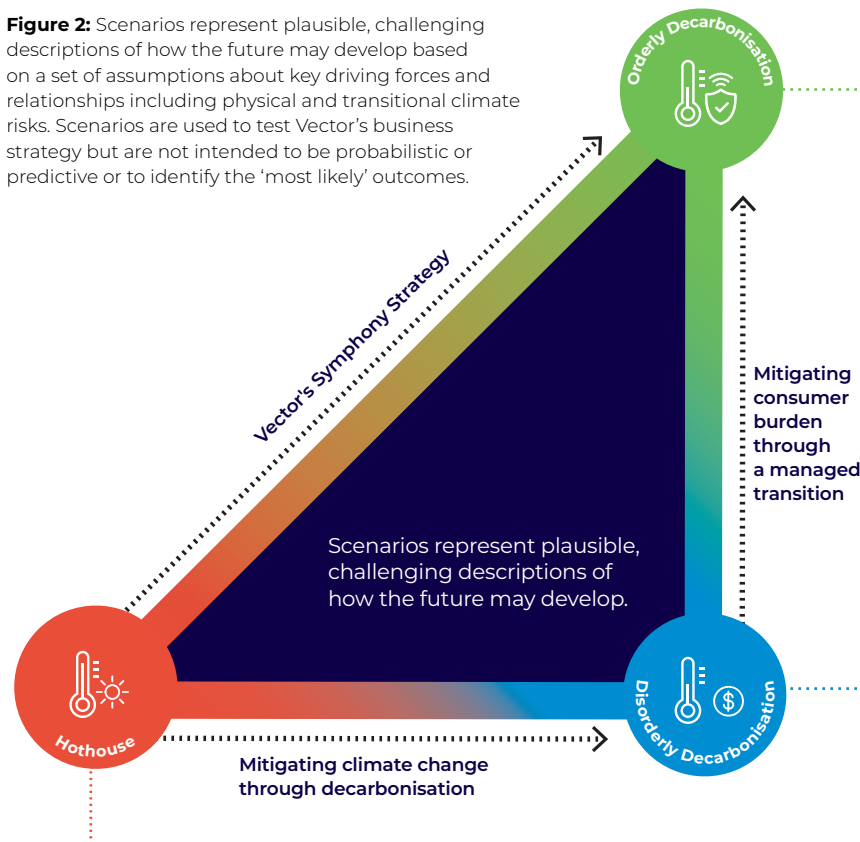 Figure 2: Scenarios represent plausible, challenging
descriptions of how the future may develop based
on a set of assumptions about key driving forces and
relationships including physical and transitional climate
risks. Scenarios are used to test Vector’s business
strategy but are not intended to be probabilistic or
predictive or to identify the ‘most likely’ outcomes.
Orderly Decarbonisation
Vector's Symphony Strategy
Mitigating
consumer
burden
through
a managed
transition
Scenarios represent plausible,
challenging descriptions of
how the future may develop.
Hothouse
$
Disorderly Decarbonisation
Mitigating climate change
through decarbonisation